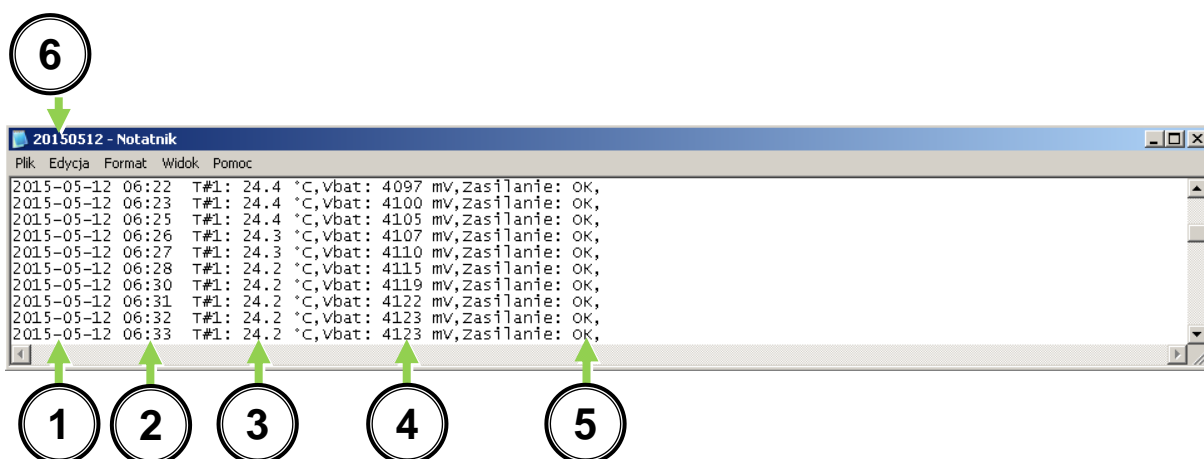 6
20150512 - Notatnik
Plik Edycja Format Widok Pomoc
2015-05-12 06:22 T#1: 24.4 °C,Vbat: 4097 mV,Zasilanie: OK,
2015-05-12 06:23 T#1: 24.4 °C,Vbat: 4100 mV,Zasilanie: OK,
2015-05-12 06:25 T#1: 24.4 °C,Vbat: 4105 mV,Zasilanie: OK,
2015-05-12 06:26 T#1: 24.3 °C,Vbat: 4107 mV,Zasilanie: OK,
2015-05-12 06:27 T#1: 24.3 °C,Vbat: 4110 mV,Zasilanie: OK,
2015-05-12 06:28 T#1: 24.2 °C,Vbat: 4115 mV,Zasilanie: OK,
2015-05-12 06:30 T#1: 24.2 °C,Vbat: 4119 mV,Zasilanie: OK,
2015-05-12 06:31 T#1: 24.2 °C,Vbat: 4122 mV,Zasilanie: OK,
2015-05-12 06:32 T#1: 24.2 °C,Vbat: 4123 mV,Zasilanie: OK,
2015-05-12 06:33 T#1: 24.2 °C,Vbat: 4123 mV,Zasilanie: OK,
1 2 3 4 5